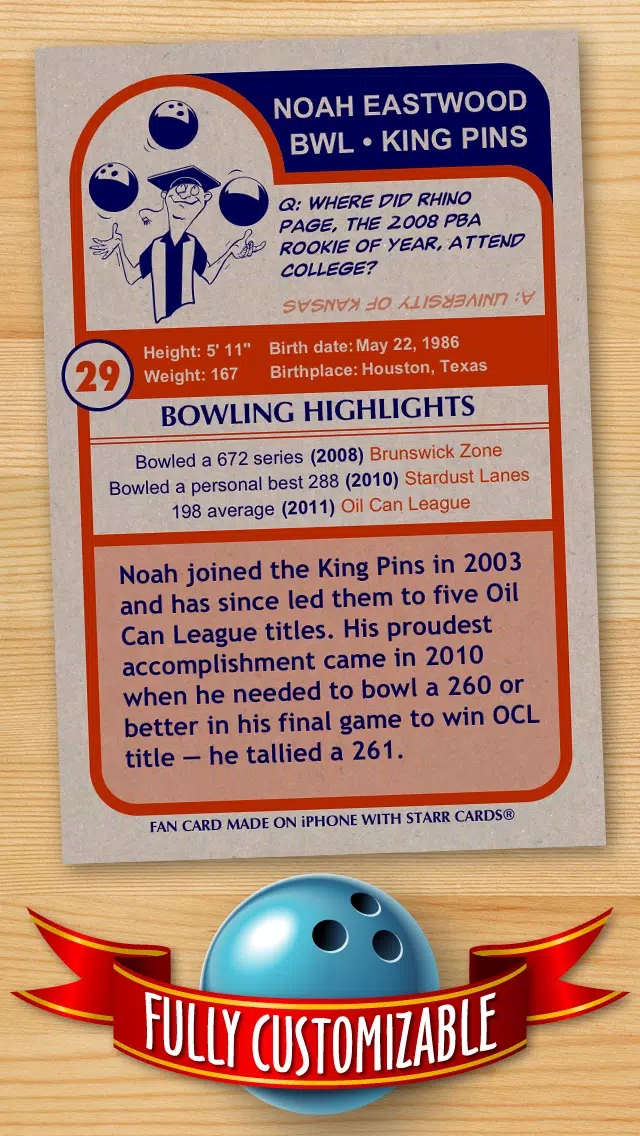 NOAH EASTWOOD
BWL • KING PINS
Q: WHERE DID RHINO
PAGE, THE 2008 PBA
ROOKIE OF YEAR, ATTEND
COLLEGE?
A: UNIVERSITY OF KANSAS
29
Height: 5' 11" Birth date: May 22, 1986
Weight: 167 Birthplace: Houston, Texas
BOWLING HIGHLIGHTS
Bowled a 672 series (2008) Brunswick Zone
Bowled a personal best 288 (2010) Stardust Lanes
198 average (2011) Oil Can League
Noah joined the King Pins in 2003
and has since led them to five Oil
Can League titles. His proudest
accomplishment came in 2010
when he needed to bowl a 260 or
better in his final game to win OCL
title — he tallied a 261.
FAN CARD MADE ON iPHONE WITH STARR CARDS®
FULLY CUSTOMIZABLE